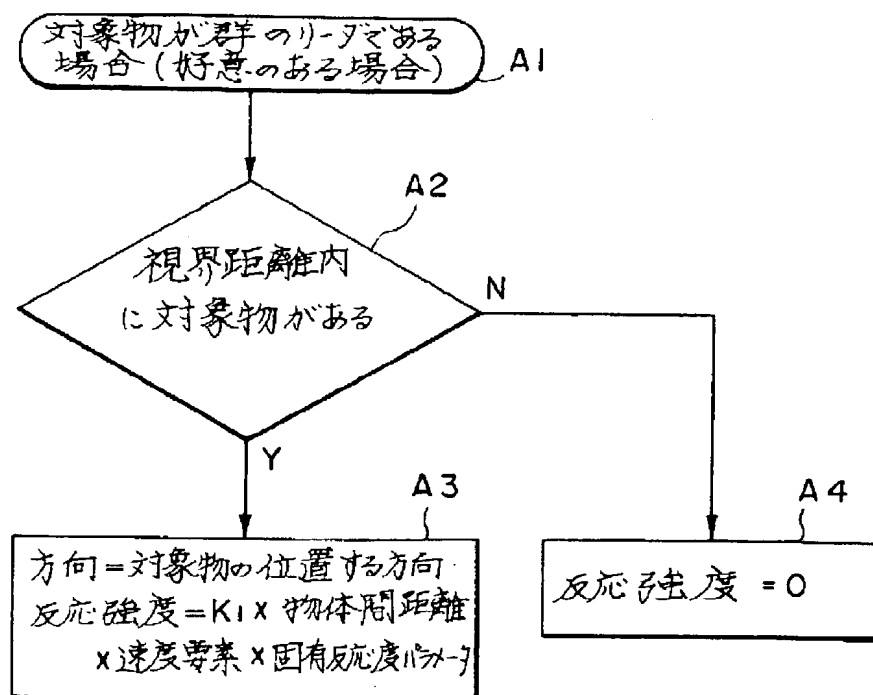 対象物が群のリーダである
場合(好意のある場合)
A1
A2
視界距離内
に対象物がある
N
Y
A3
方向=対象物の位置する方向
反応強度=K1×物体間距離
×速度要素×固有反応度パラメータ
A4
反応強度=0